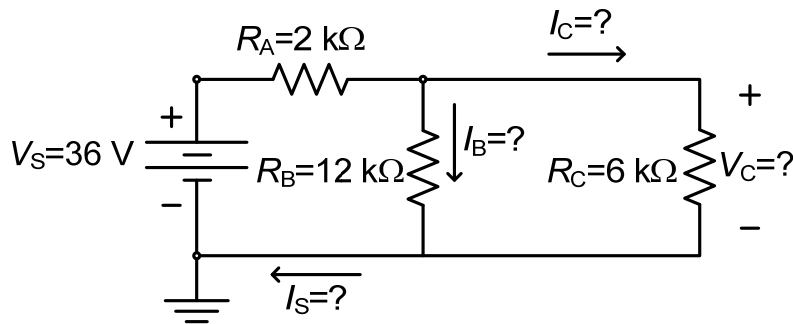 I_C=?
R_A=2 kΩ
+
+
V_S=36 V
I_B=?
R_B=12 kΩ
R_C=6 kΩ
V_C=?
−
−
I_S=?